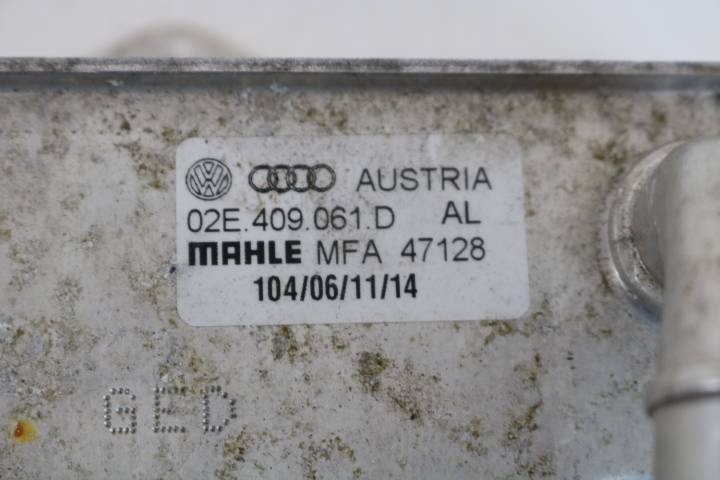 AUSTRIA
02E.409.061.D AL
MAHLE MFA 47128
104/06/11/14
GED